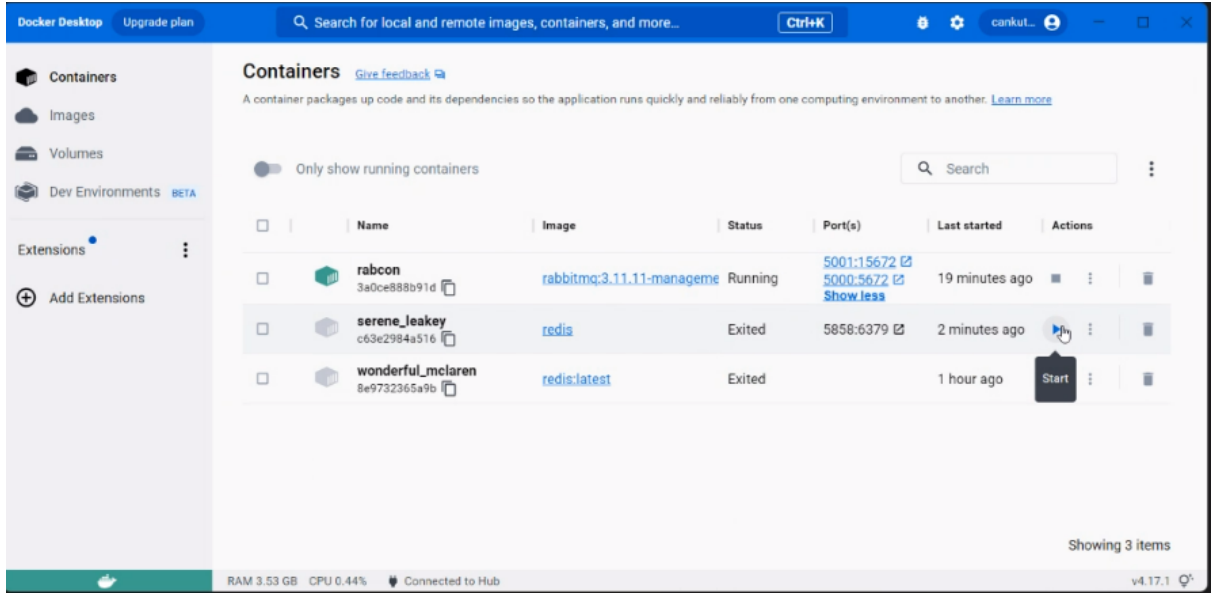 Docker Desktop Upgrade plan Search for local and remote images, containers, and more... Ctrl+K cankut...
Containers
Images
Volumes
Dev Environments BETA
Extensions
Add Extensions
Containers Give feedback
A container packages up code and its dependencies so the application runs quickly and reliably from one computing environment to another. Learn more
Only show running containers Search
Name Image Status Port(s) Last started Actions
rabcon
3a0ce888b91d
rabbitmq:3.11.11-manageme Running
5001:15672
5000:5672
Show less
19 minutes ago
serene_leakey
c63e2984a516
redis Exited 5858:6379 2 minutes ago
wonderful_mclaren
8e9732365a9b
redis:latest Exited 1 hour ago
Start
Showing 3 items
RAM 3.53 GB CPU 0.44% Connected to Hub v4.17.1